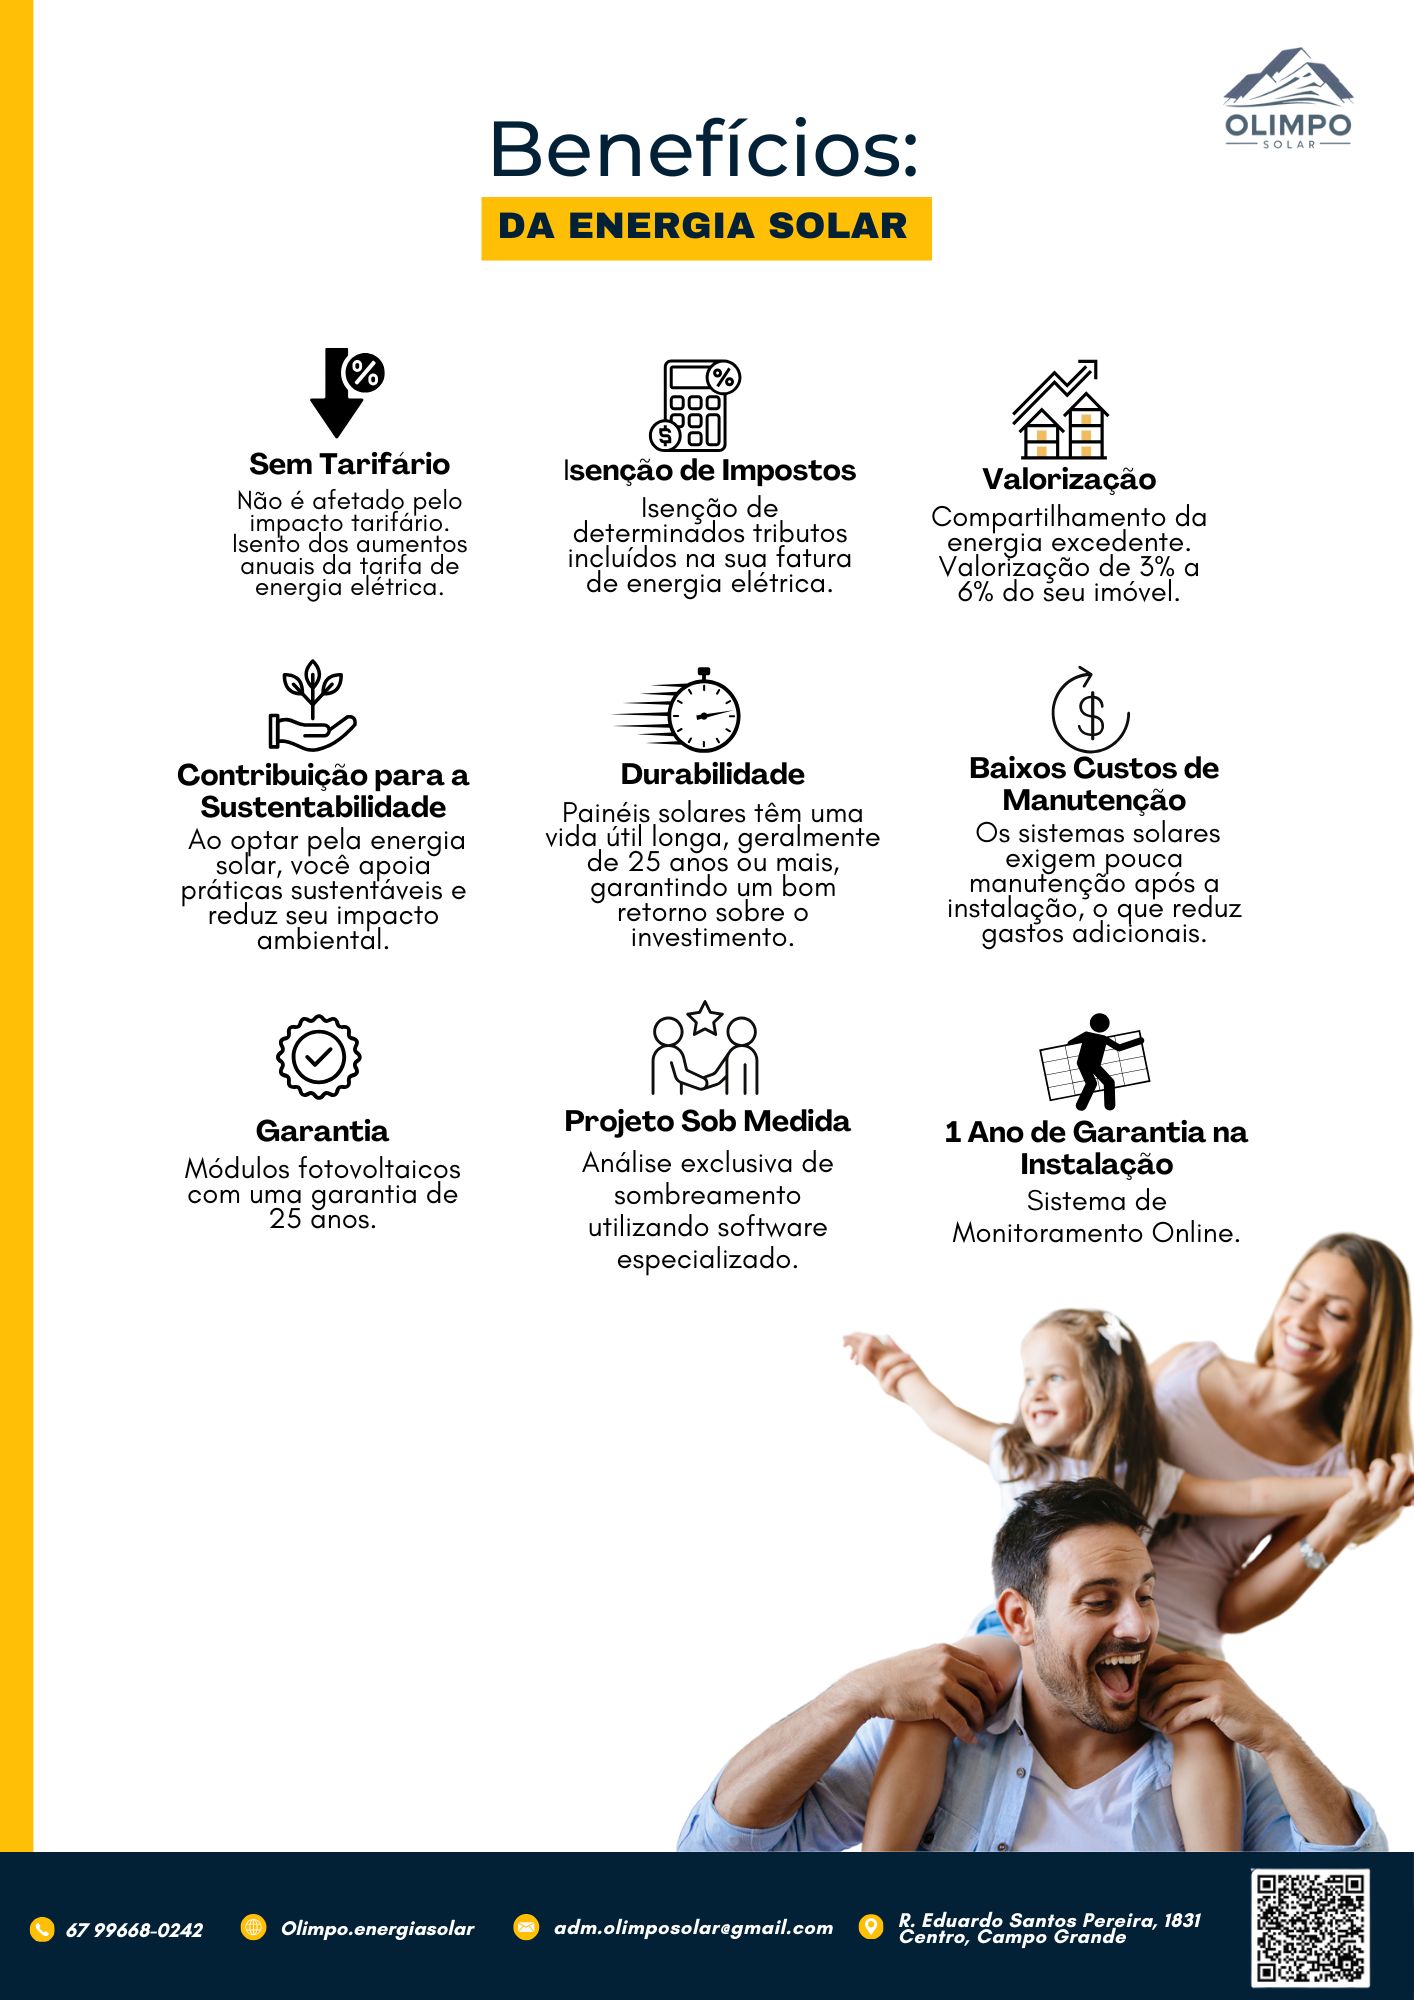 OLIMPO
SOLAR
Benefícios:
DA ENERGIA SOLAR
Sem Tarifário
Não é afetado pelo
impacto tarifário.
Isento dos aumentos
anuais da tarifa de
energia elétrica.
Isenção de Impostos
Isenção de
determinados tributos
incluídos na sua fatura
de energia elétrica.
Valorização
Compartilhamento da
energia excedente.
Valorização de 3% a
6% do seu imóvel.
Contribuição para a
Sustentabilidade
Ao optar pela energia
solar, você apoia
práticas sustentáveis e
reduz seu impacto
ambiental.
Durabilidade
Painéis solares têm uma
vida útil longa, geralmente
de 25 anos ou mais,
garantindo um bom
retorno sobre o
investimento.
Baixos Custos de
Manutenção
Os sistemas solares
exigem pouca
manutenção após a
instalação, o que reduz
gastos adicionais.
Garantia
Módulos fotovoltaicos
com uma garantia de
25 anos.
Projeto Sob Medida
Análise exclusiva de
sombreamento
utilizando software
especializado.
1 Ano de Garantia na
Instalação
Sistema de
Monitoramento Online.
67 99668-0242
Olimpo.energiasolar
adm.olimposolar@gmail.com
R. Eduardo Santos Pereira, 1831
Centro, Campo Grande